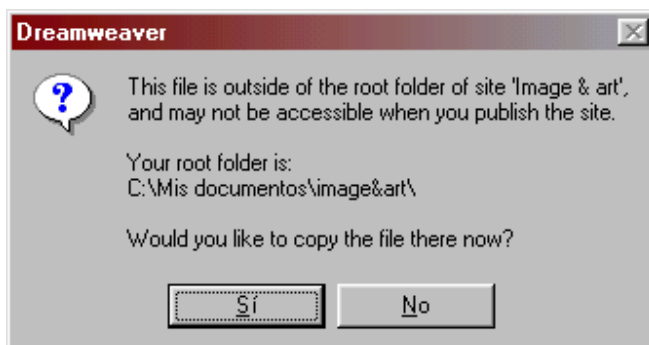 Dreamweaver
This file is outside of the root folder of site 'Image & art',
and may not be accessible when you publish the site.
Your root folder is:
C:\Mis documentos\image&art\
Would you like to copy the file there now?
Sí
No